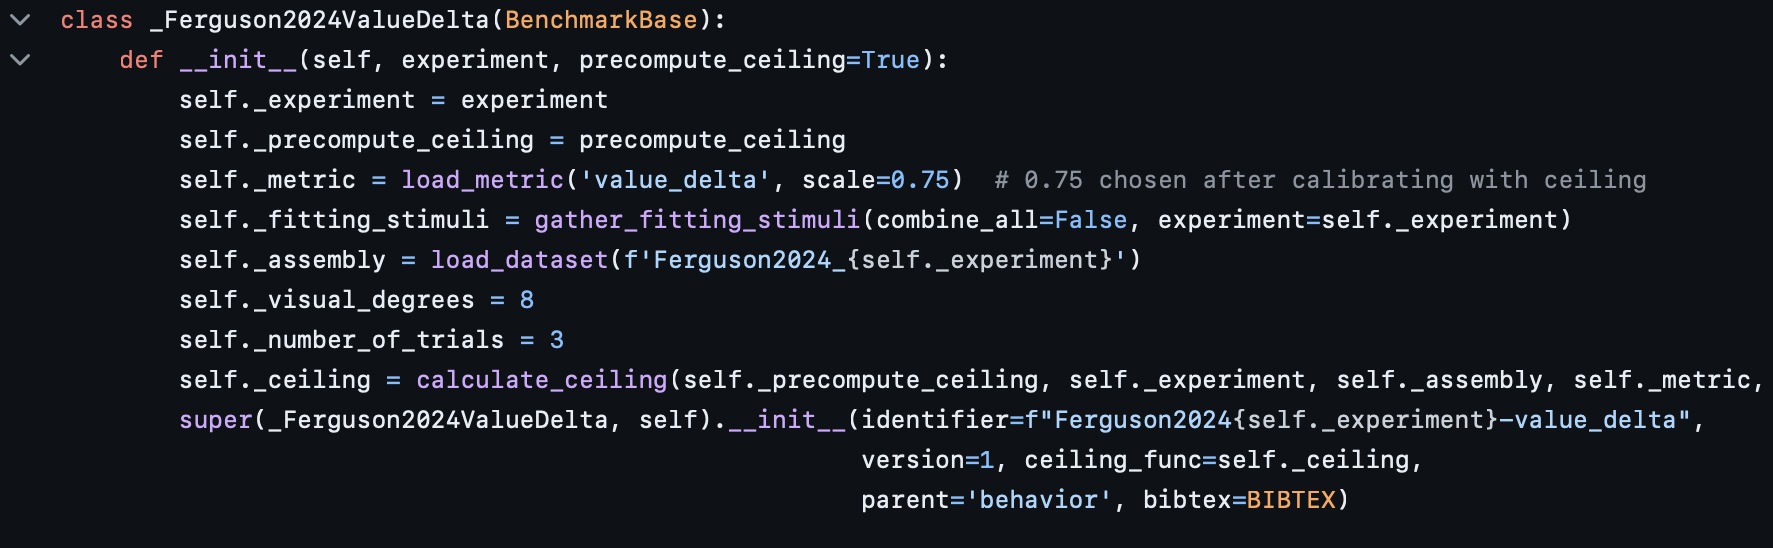 class _Ferguson2024ValueDelta(BenchmarkBase):
    def __init__(self, experiment, precompute_ceiling=True):
        self._experiment = experiment
        self._precompute_ceiling = precompute_ceiling
        self._metric = load_metric('value_delta', scale=0.75)  # 0.75 chosen after calibrating with ceiling
        self._fitting_stimuli = gather_fitting_stimuli(combine_all=False, experiment=self._experiment)
        self._assembly = load_dataset(f'Ferguson2024_{self._experiment}')
        self._visual_degrees = 8
        self._number_of_trials = 3
        self._ceiling = calculate_ceiling(self._precompute_ceiling, self._experiment, self._assembly, self._metric,
        super(_Ferguson2024ValueDelta, self).__init__(identifier=f"Ferguson2024{self._experiment}-value_delta",
                                                      version=1, ceiling_func=self._ceiling,
                                                      parent='behavior', bibtex=BIBTEX)